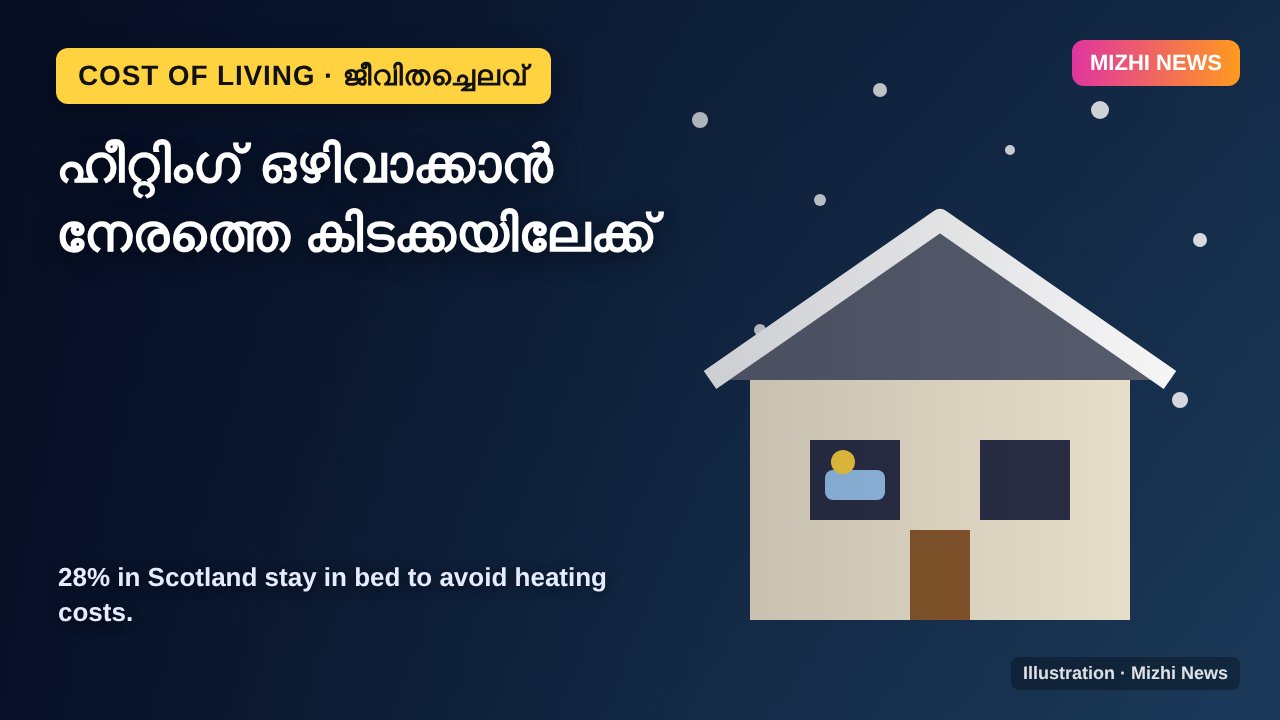 COST OF LIVING · ജീവിതച്ചെലവ്
MIZHI NEWS
ഹീറ്റിംഗ് ഒഴിവാക്കാൻ
നേരത്തെ കിടക്കയിലേക്ക്
28% in Scotland stay in bed to avoid heating
costs.
Illustration · Mizhi News